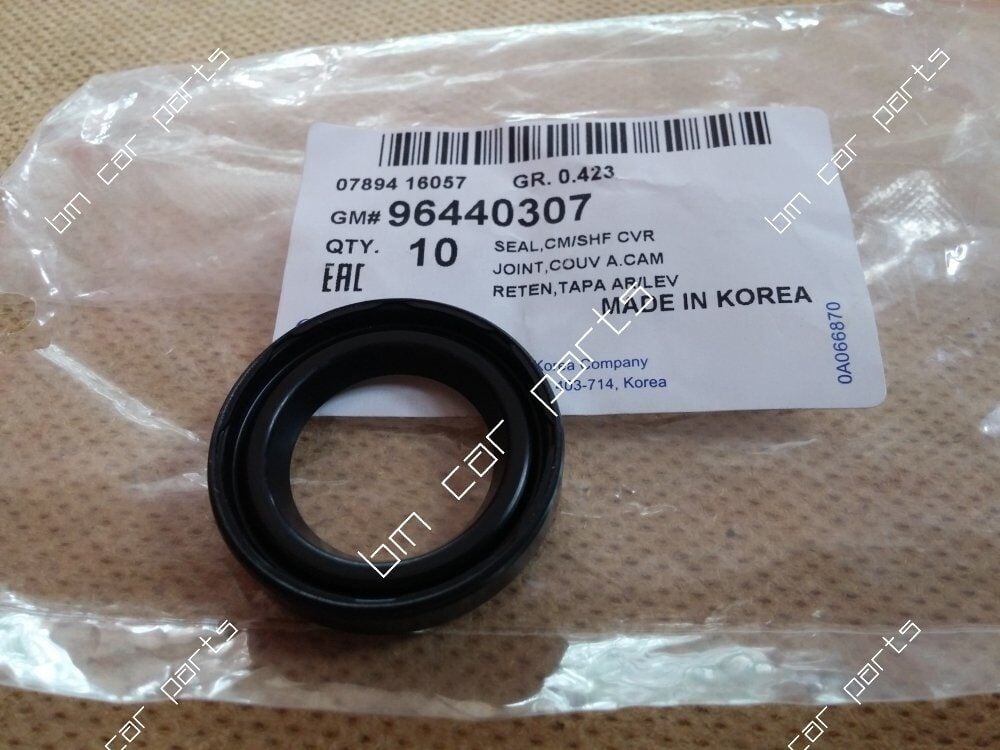 07894 16057 GR. 0.423
GM# 96440307
QTY. 10
SEAL,CM/SHF CVR
JOINT,COUV A.CAM
RETEN,TAPA AR/LEV
EAC
MADE IN KOREA
Korea Company
403-714, Korea
0A066870
bm car parts
bm car parts
bm car parts
bm car parts
car parts